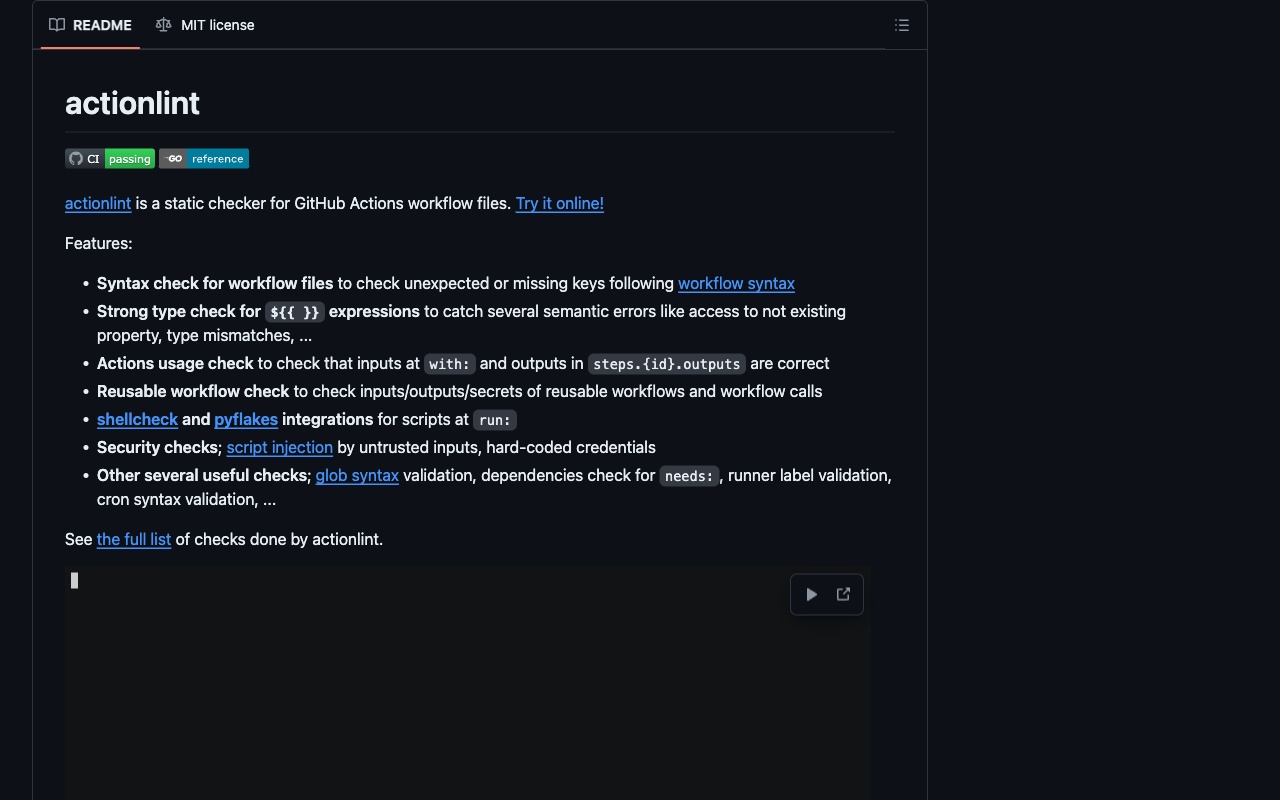 README MIT license
actionlint
CI passing GO reference
actionlint is a static checker for GitHub Actions workflow files. Try it online!
Features:
• Syntax check for workflow files to check unexpected or missing keys following workflow syntax
• Strong type check for ${{ }} expressions to catch several semantic errors like access to not existing
property, type mismatches, ...
• Actions usage check to check that inputs at with: and outputs in steps.{id}.outputs are correct
• Reusable workflow check to check inputs/outputs/secrets of reusable workflows and workflow calls
• shellcheck and pyflakes integrations for scripts at run:
• Security checks; script injection by untrusted inputs, hard-coded credentials
• Other several useful checks; glob syntax validation, dependencies check for needs:, runner label validation,
cron syntax validation, ...
See the full list of checks done by actionlint.